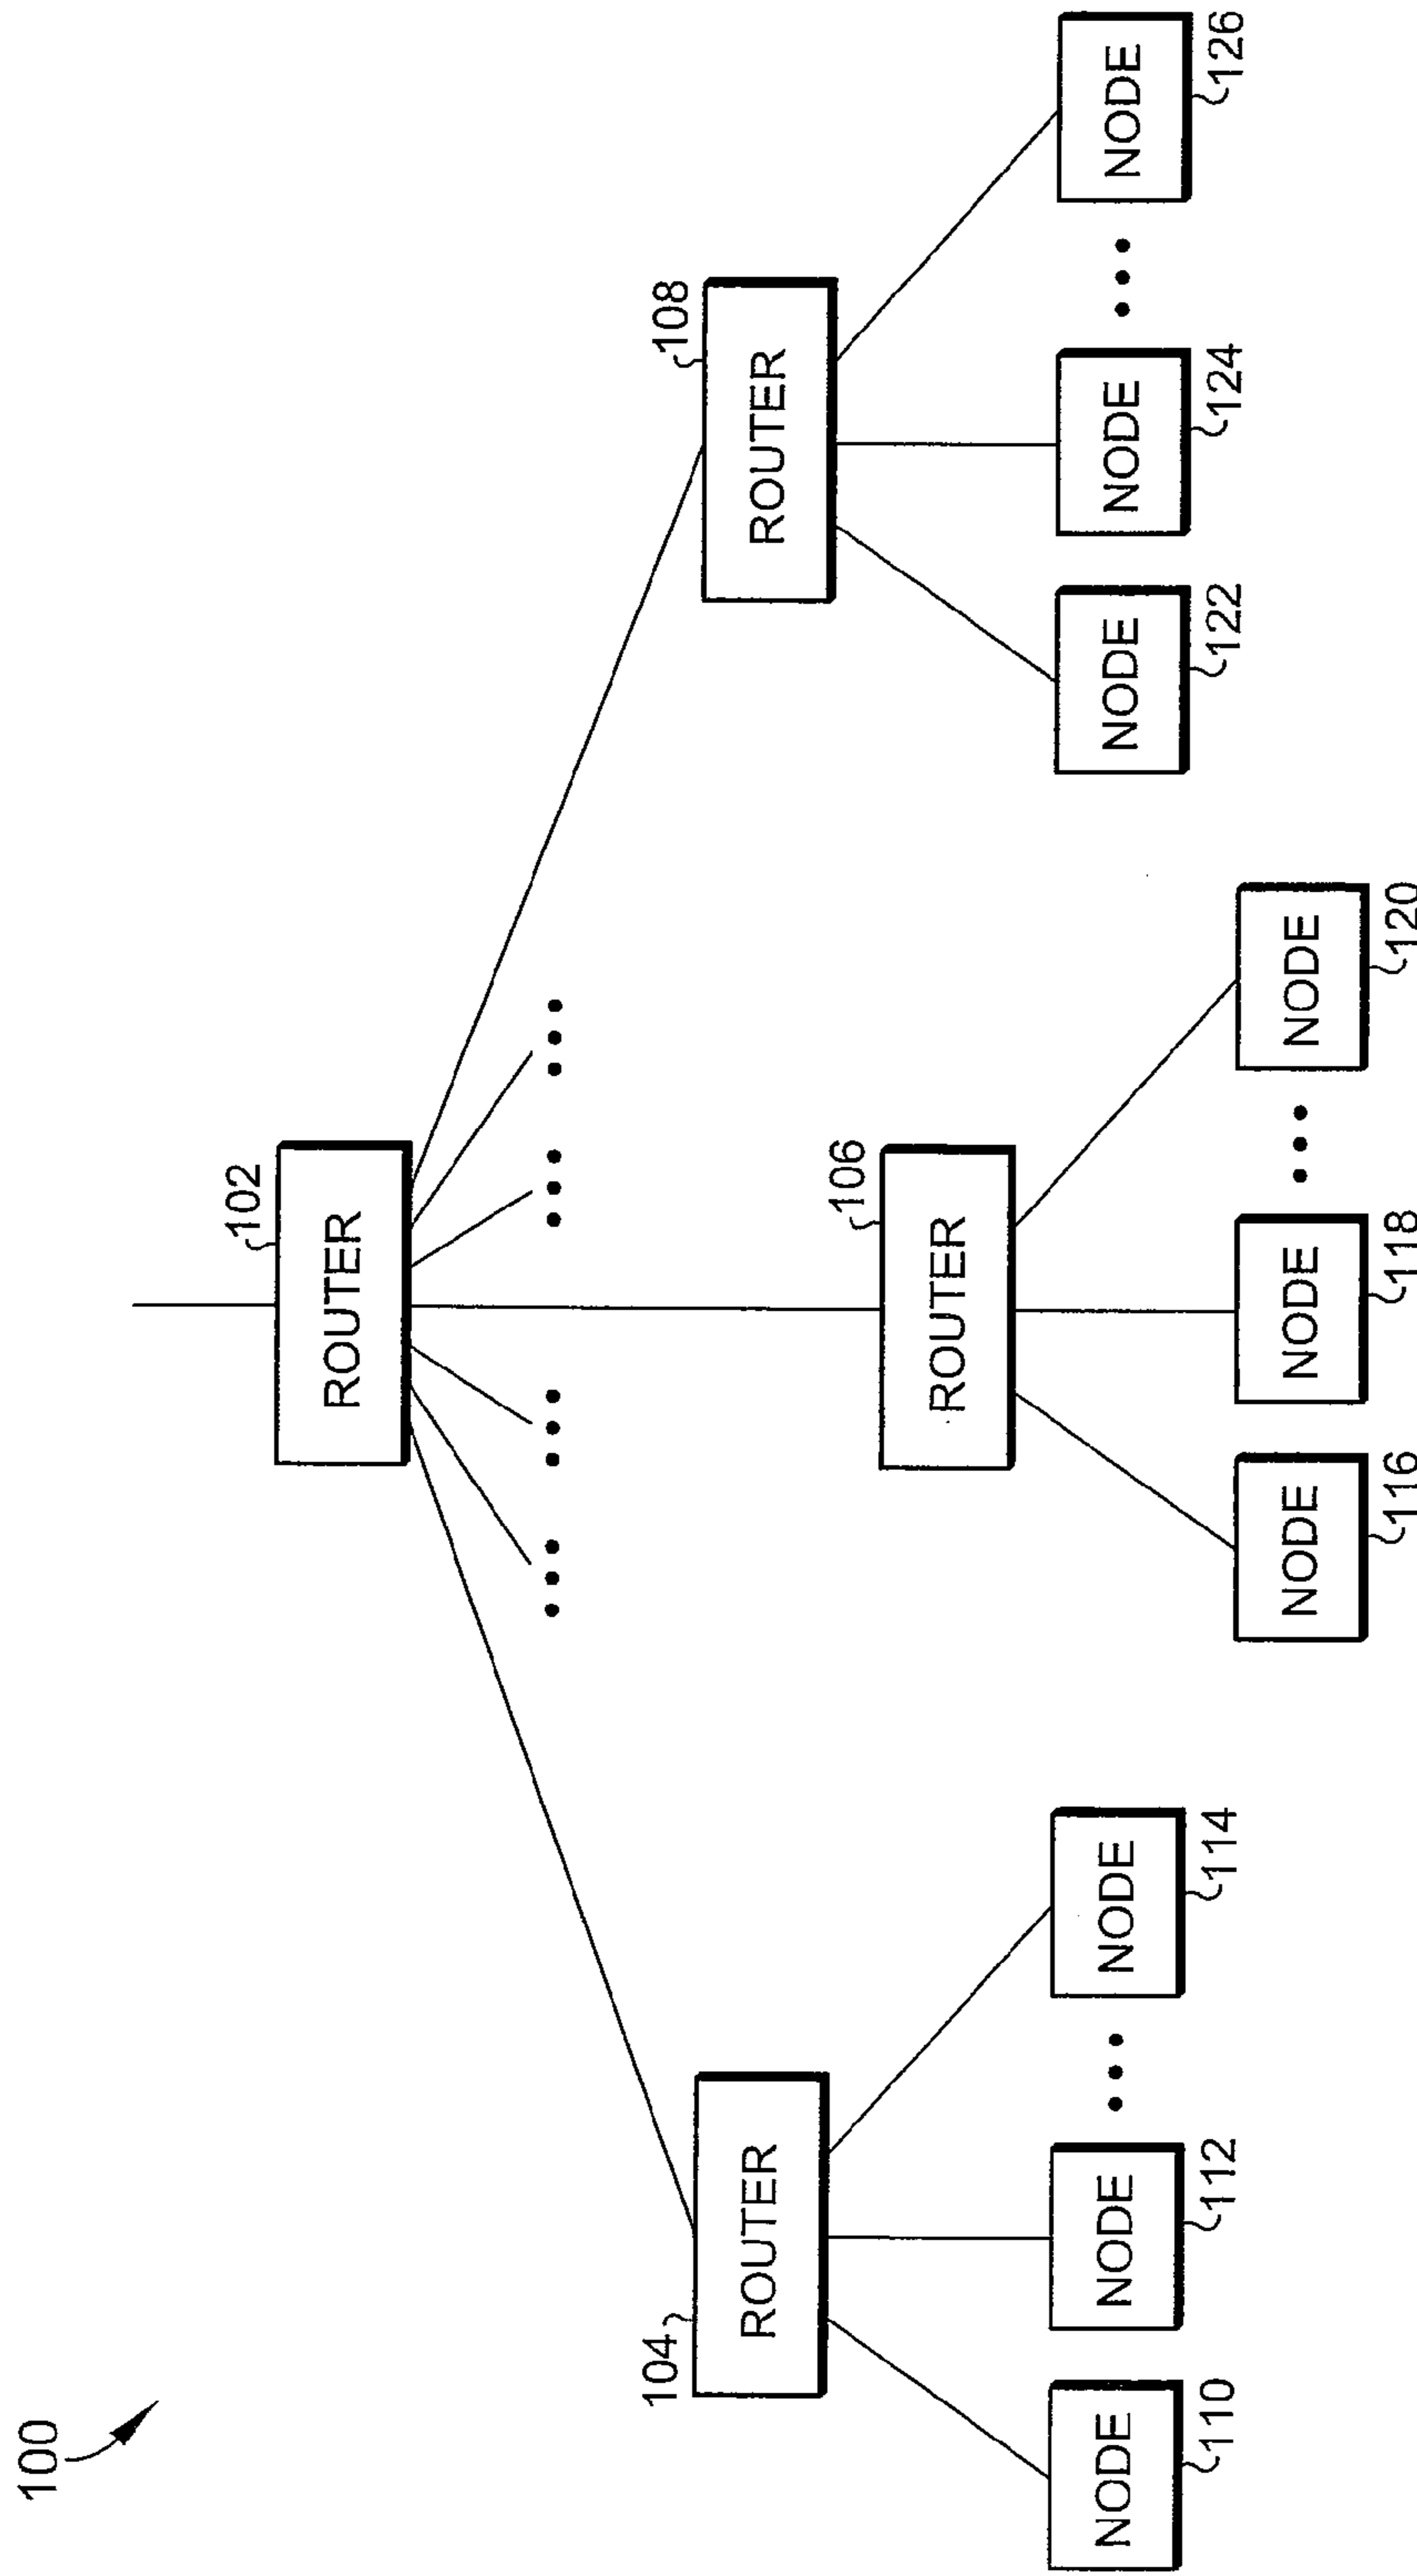 100
102
ROUTER
104
ROUTER
106
ROUTER
108
ROUTER
NODE
110
NODE
112
NODE
114
NODE
116
NODE
118
NODE
120
NODE
122
NODE
124
NODE
126